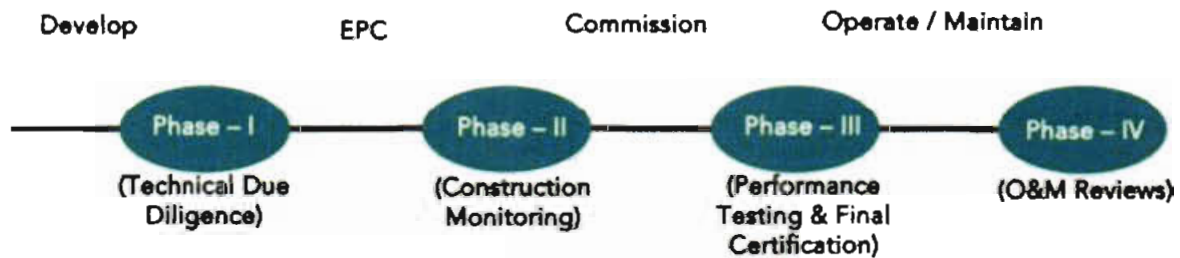 Develop EPC Commission Operate / Maintain
Phase – I Phase – II Phase – III Phase – IV
(Technical Due (Construction (Performance (O&M Reviews)
Diligence) Monitoring) Testing & Final
Certification)